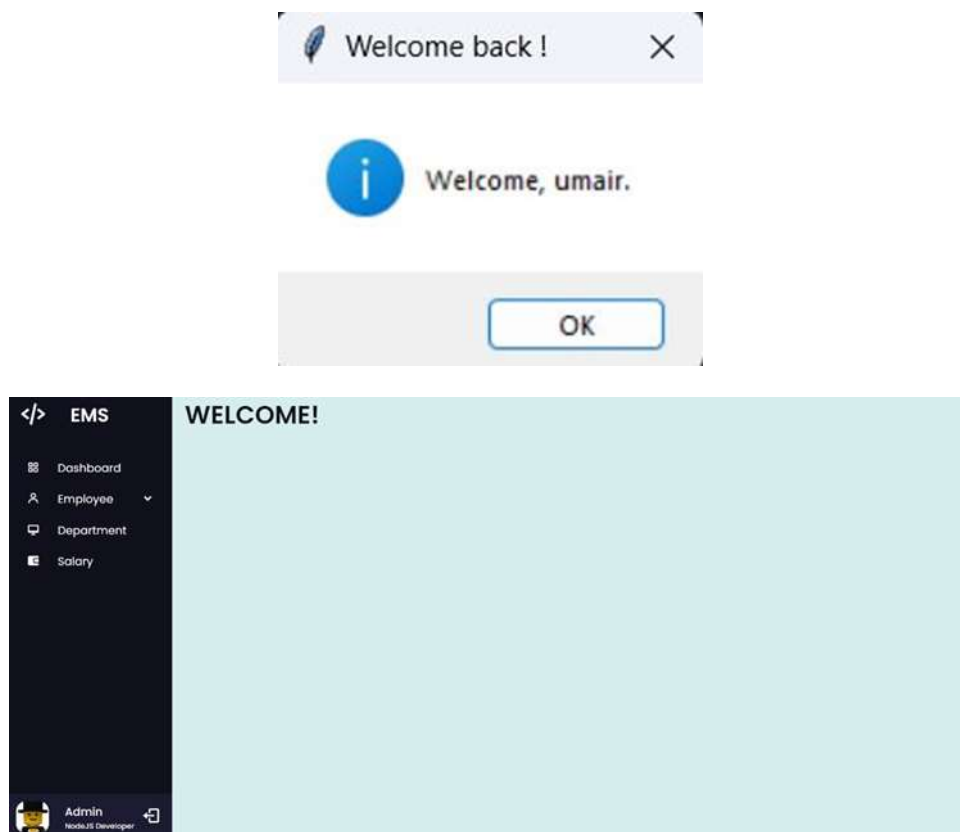 Welcome back !
Welcome, umair.
OK
</> EMS
WELCOME!
Dashboard
Employee
Department
Salary
Admin
NodeJS Developer